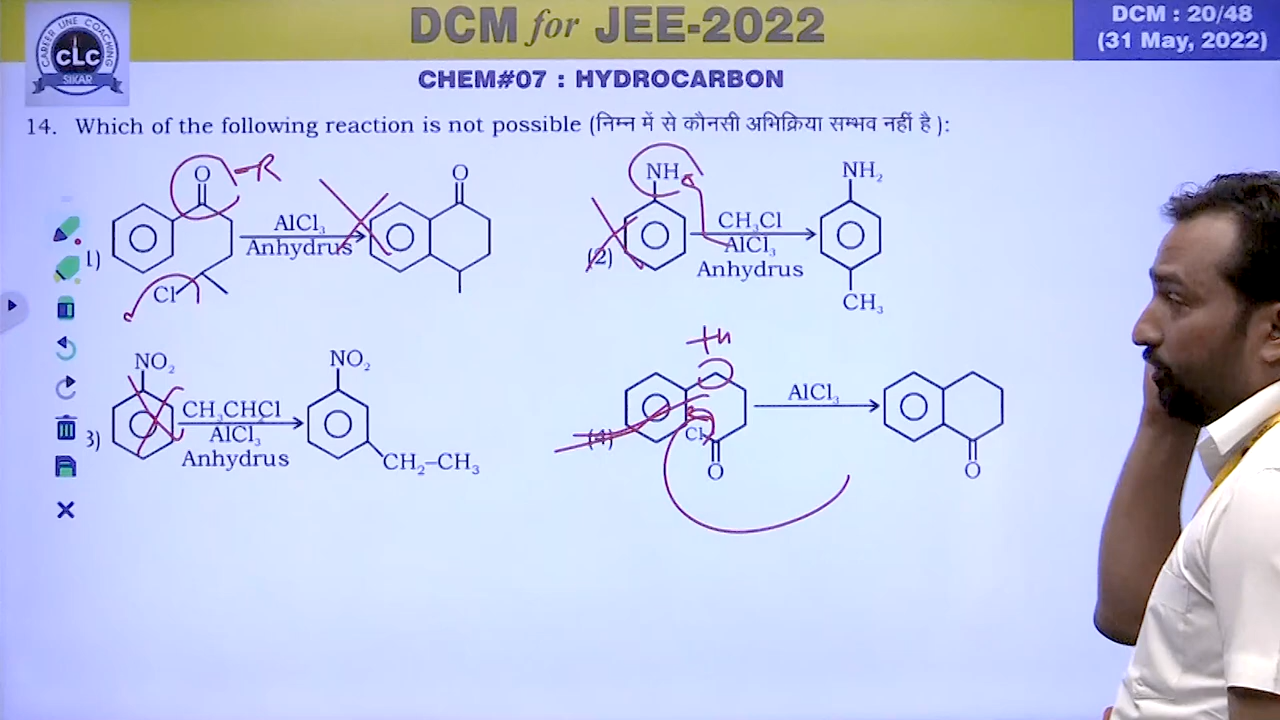 CAREER LINE COACHING
CLC
SIKAR
DCM for JEE-2022
DCM : 20/48
(31 May, 2022)
CHEM#07 : HYDROCARBON
14. Which of the following reaction is not possible (निम्न में से कौनसी अभिक्रिया सम्भव नहीं है ):
1)
O
-R
Cl
AlCl₃
Anhydrus
O
(2)
NH
CH₃Cl
AlCl₃
Anhydrus
NH₂
CH₃
3)
NO₂
CH₃CH₂Cl
AlCl₃
Anhydrus
NO₂
CH₂–CH₃
(4)
Cl
O
AlCl₃
O